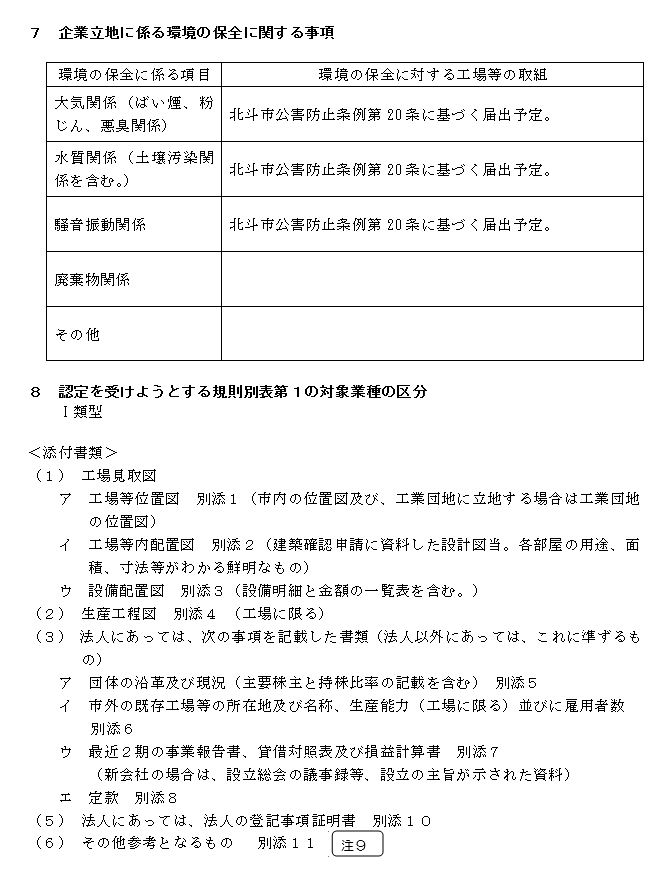 ７　企業立地に係る環境の保全に関する事項
環境の保全に係る項目　環境の保全に対する工場等の取組
大気関係（ばい煙、粉
じん、悪臭関係）
北斗市公害防止条例第 20 条に基づく届出予定。
水質関係（土壌汚染関
係を含む。）
北斗市公害防止条例第 20 条に基づく届出予定。
騒音振動関係　北斗市公害防止条例第 20 条に基づく届出予定。
廃棄物関係
その他
８　認定を受けようとする規則別表第１の対象業種の区分
Ⅰ類型
＜添付書類＞
（１）　工場見取図
ア　工場等位置図　別添１（市内の位置図及び、工業団地に立地する場合は工業団地
の位置図）
イ　工場等内配置図　別添２（建築確認申請に資料した設計図当。各部屋の用途、面
積、寸法等がわかる鮮明なもの）
ウ　設備配置図　別添３（設備明細と金額の一覧表を含む。）
（２）　生産工程図　別添４　（工場に限る）
（３）　法人にあっては、次の事項を記載した書類（法人以外にあっては、これに準ずるも
の）
ア　団体の沿革及び現況（主要株主と持株比率の記載を含む）　別添５
イ　市外の既存工場等の所在地及び名称、生産能力（工場に限る）並びに雇用者数
別添６
ウ　最近２期の事業報告書、貸借対照表及び損益計算書　別添７
（新会社の場合は、設立総会の議事録等、設立の主旨が示された資料）
エ　定款　別添８
（５）　法人にあっては、法人の登記事項証明書　別添１０
（６）　その他参考となるもの　別添１１　注９